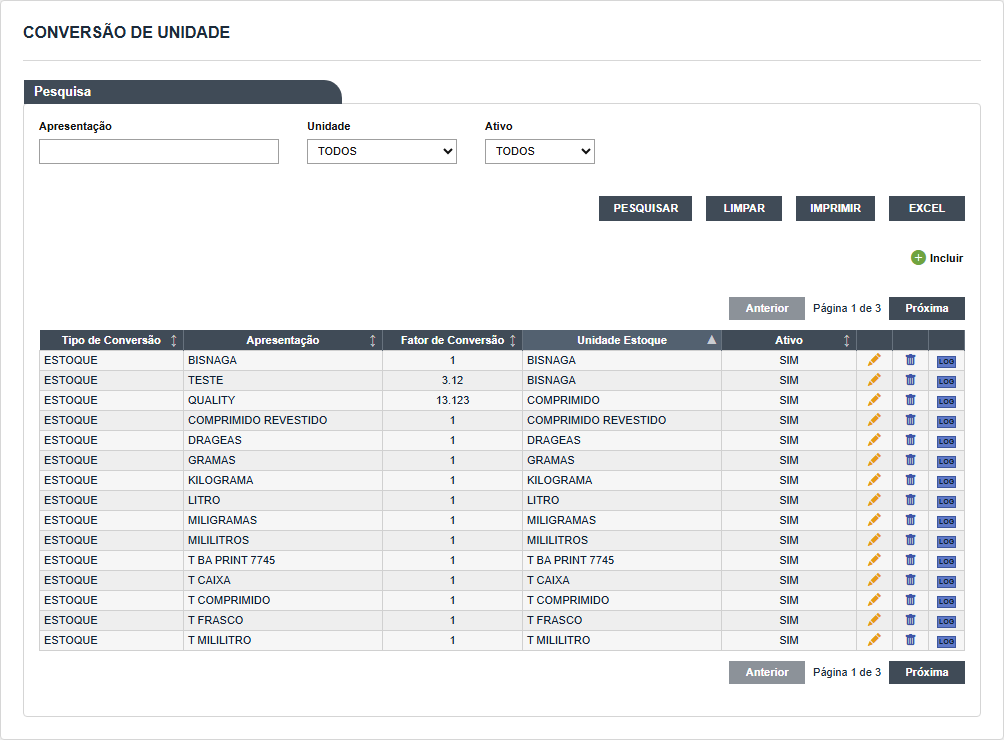 CONVERSÃO DE UNIDADE
Pesquisa
Apresentação Unidade Ativo
TODOS TODOS
PESQUISAR LIMPAR IMPRIMIR EXCEL
Incluir
Anterior Página 1 de 3 Próxima
Tipo de Conversão Apresentação Fator de Conversão Unidade Estoque Ativo
ESTOQUE BISNAGA 1 BISNAGA SIM LOG
ESTOQUE TESTE 3.12 BISNAGA SIM LOG
ESTOQUE QUALITY 13.123 COMPRIMIDO SIM LOG
ESTOQUE COMPRIMIDO REVESTIDO 1 COMPRIMIDO REVESTIDO SIM LOG
ESTOQUE DRAGEAS 1 DRAGEAS SIM LOG
ESTOQUE GRAMAS 1 GRAMAS SIM LOG
ESTOQUE KILOGRAMA 1 KILOGRAMA SIM LOG
ESTOQUE LITRO 1 LITRO SIM LOG
ESTOQUE MILIGRAMAS 1 MILIGRAMAS SIM LOG
ESTOQUE MILILITROS 1 MILILITROS SIM LOG
ESTOQUE T BA PRINT 7745 1 T BA PRINT 7745 SIM LOG
ESTOQUE T CAIXA 1 T CAIXA SIM LOG
ESTOQUE T COMPRIMIDO 1 T COMPRIMIDO SIM LOG
ESTOQUE T FRASCO 1 T FRASCO SIM LOG
ESTOQUE T MILILITRO 1 T MILILITRO SIM LOG
Anterior Página 1 de 3 Próxima